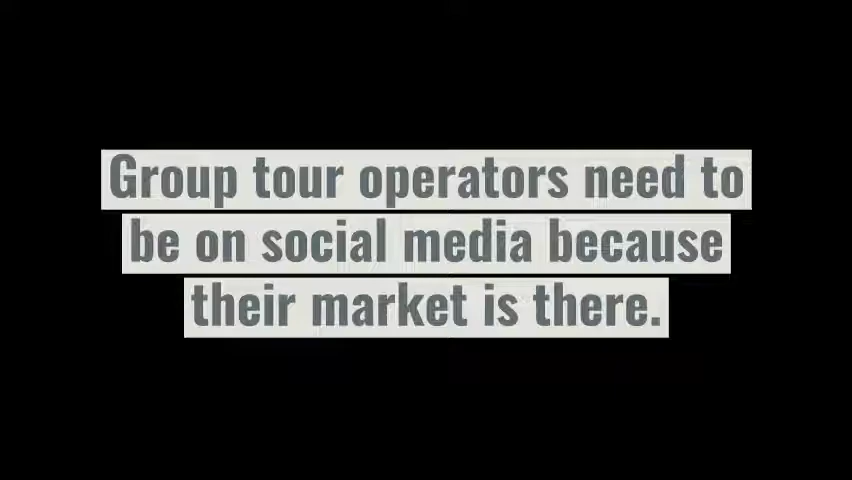 Group tour operators need to
be on social media because
their market is there.